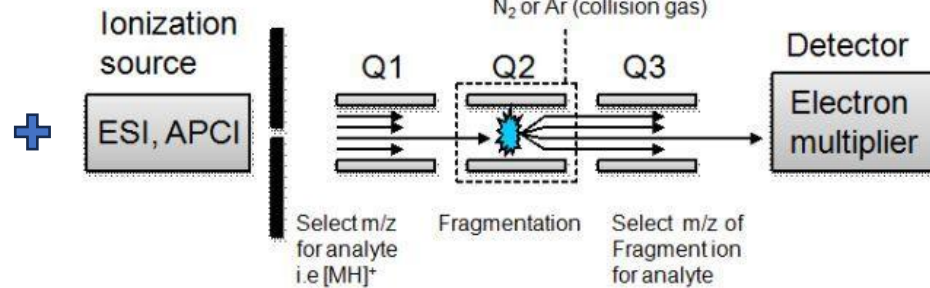 N₂ or Ar (collision gas)
Ionization
source
Q1 Q2 Q3
Detector
ESI, APCI
Electron
multiplier
Select m/z
for analyte
i.e [MH]⁺
Fragmentation
Select m/z of
Fragment ion
for analyte